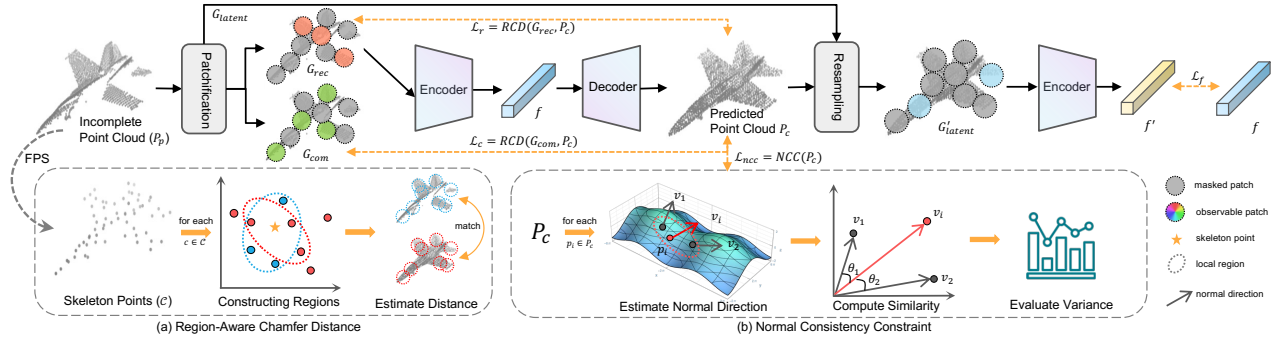 G_latent
ℒ_r = RCD(G_rec, P_c)
Patchification
G_rec
Encoder
Decoder
Resampling
Encoder
ℒ_f
f
Incomplete
Point Cloud (P_p)
Predicted
Point Cloud P_c
G'_latent
f'
f
G_com
ℒ_c = RCD(G_com, P_c)
ℒ_ncc = NCC(P_c)
FPS
for each
c ∈ 𝒞
match
Skeleton Points (𝒞)
Constructing Regions
Estimate Distance
(a) Region-Aware Chamfer Distance
P_c
for each
p_i ∈ P_c
v_1
v_i
v_2
p_i
Estimate Normal Direction
v_1
v_i
θ_1
θ_2
v_2
Compute Similarity
Evaluate Variance
(b) Normal Consistency Constraint
masked patch
observable patch
skeleton point
local region
normal direction